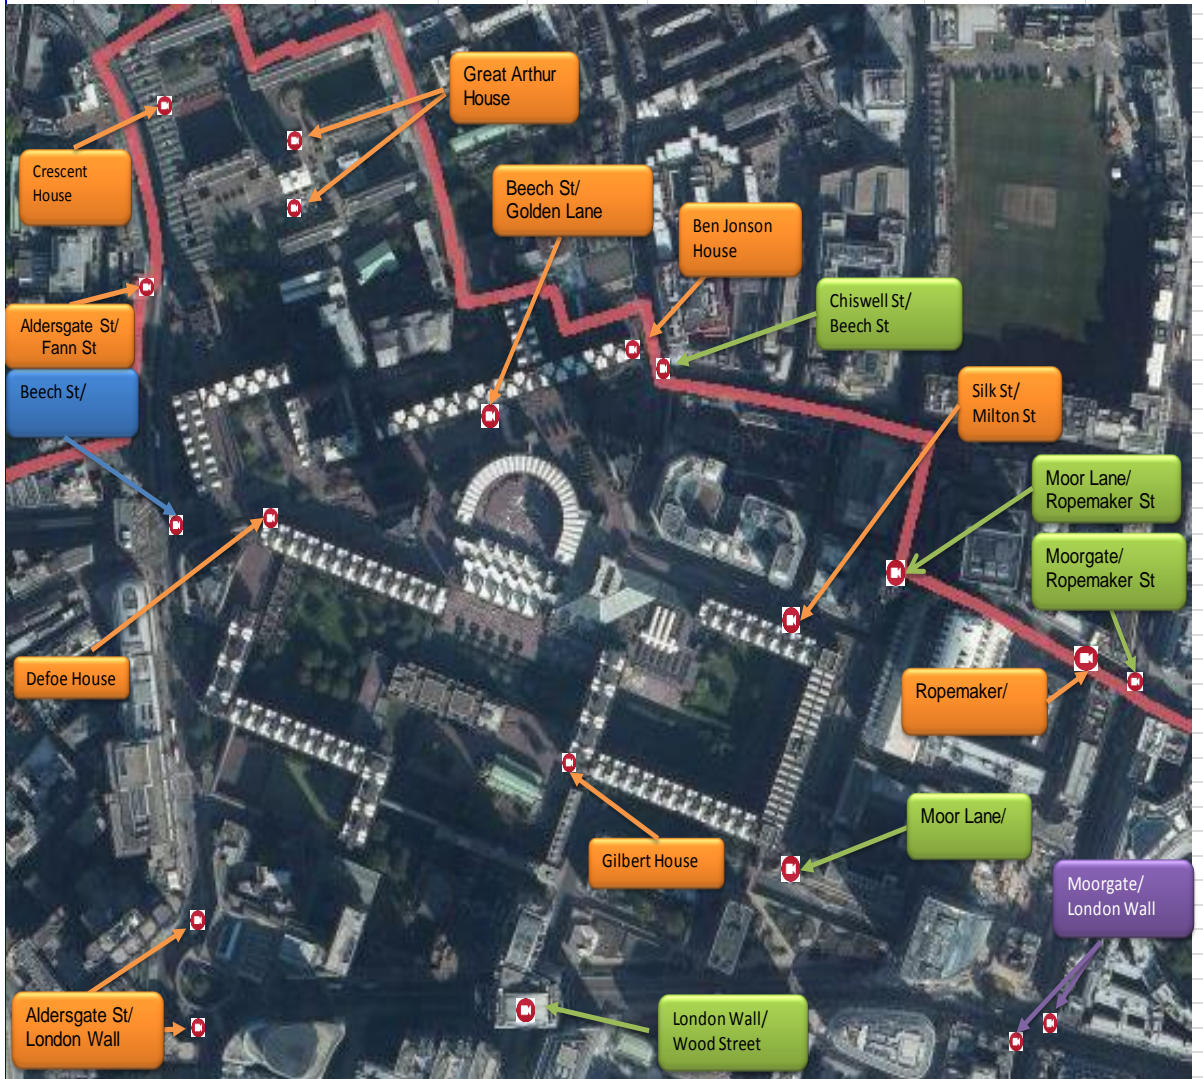 Great Arthur
House
Crescent
House
Beech St/
Golden Lane
Ben Jonson
House
Chiswell St/
Beech St
Aldersgate St/
Fann St
Beech St/
Silk St/
Milton St
Moor Lane/
Ropemaker St
Moorgate/
Ropemaker St
Defoe House
Ropemaker/
Moor Lane/
Gilbert House
Moorgate/
London Wall
Aldersgate St/
London Wall
London Wall/
Wood Street